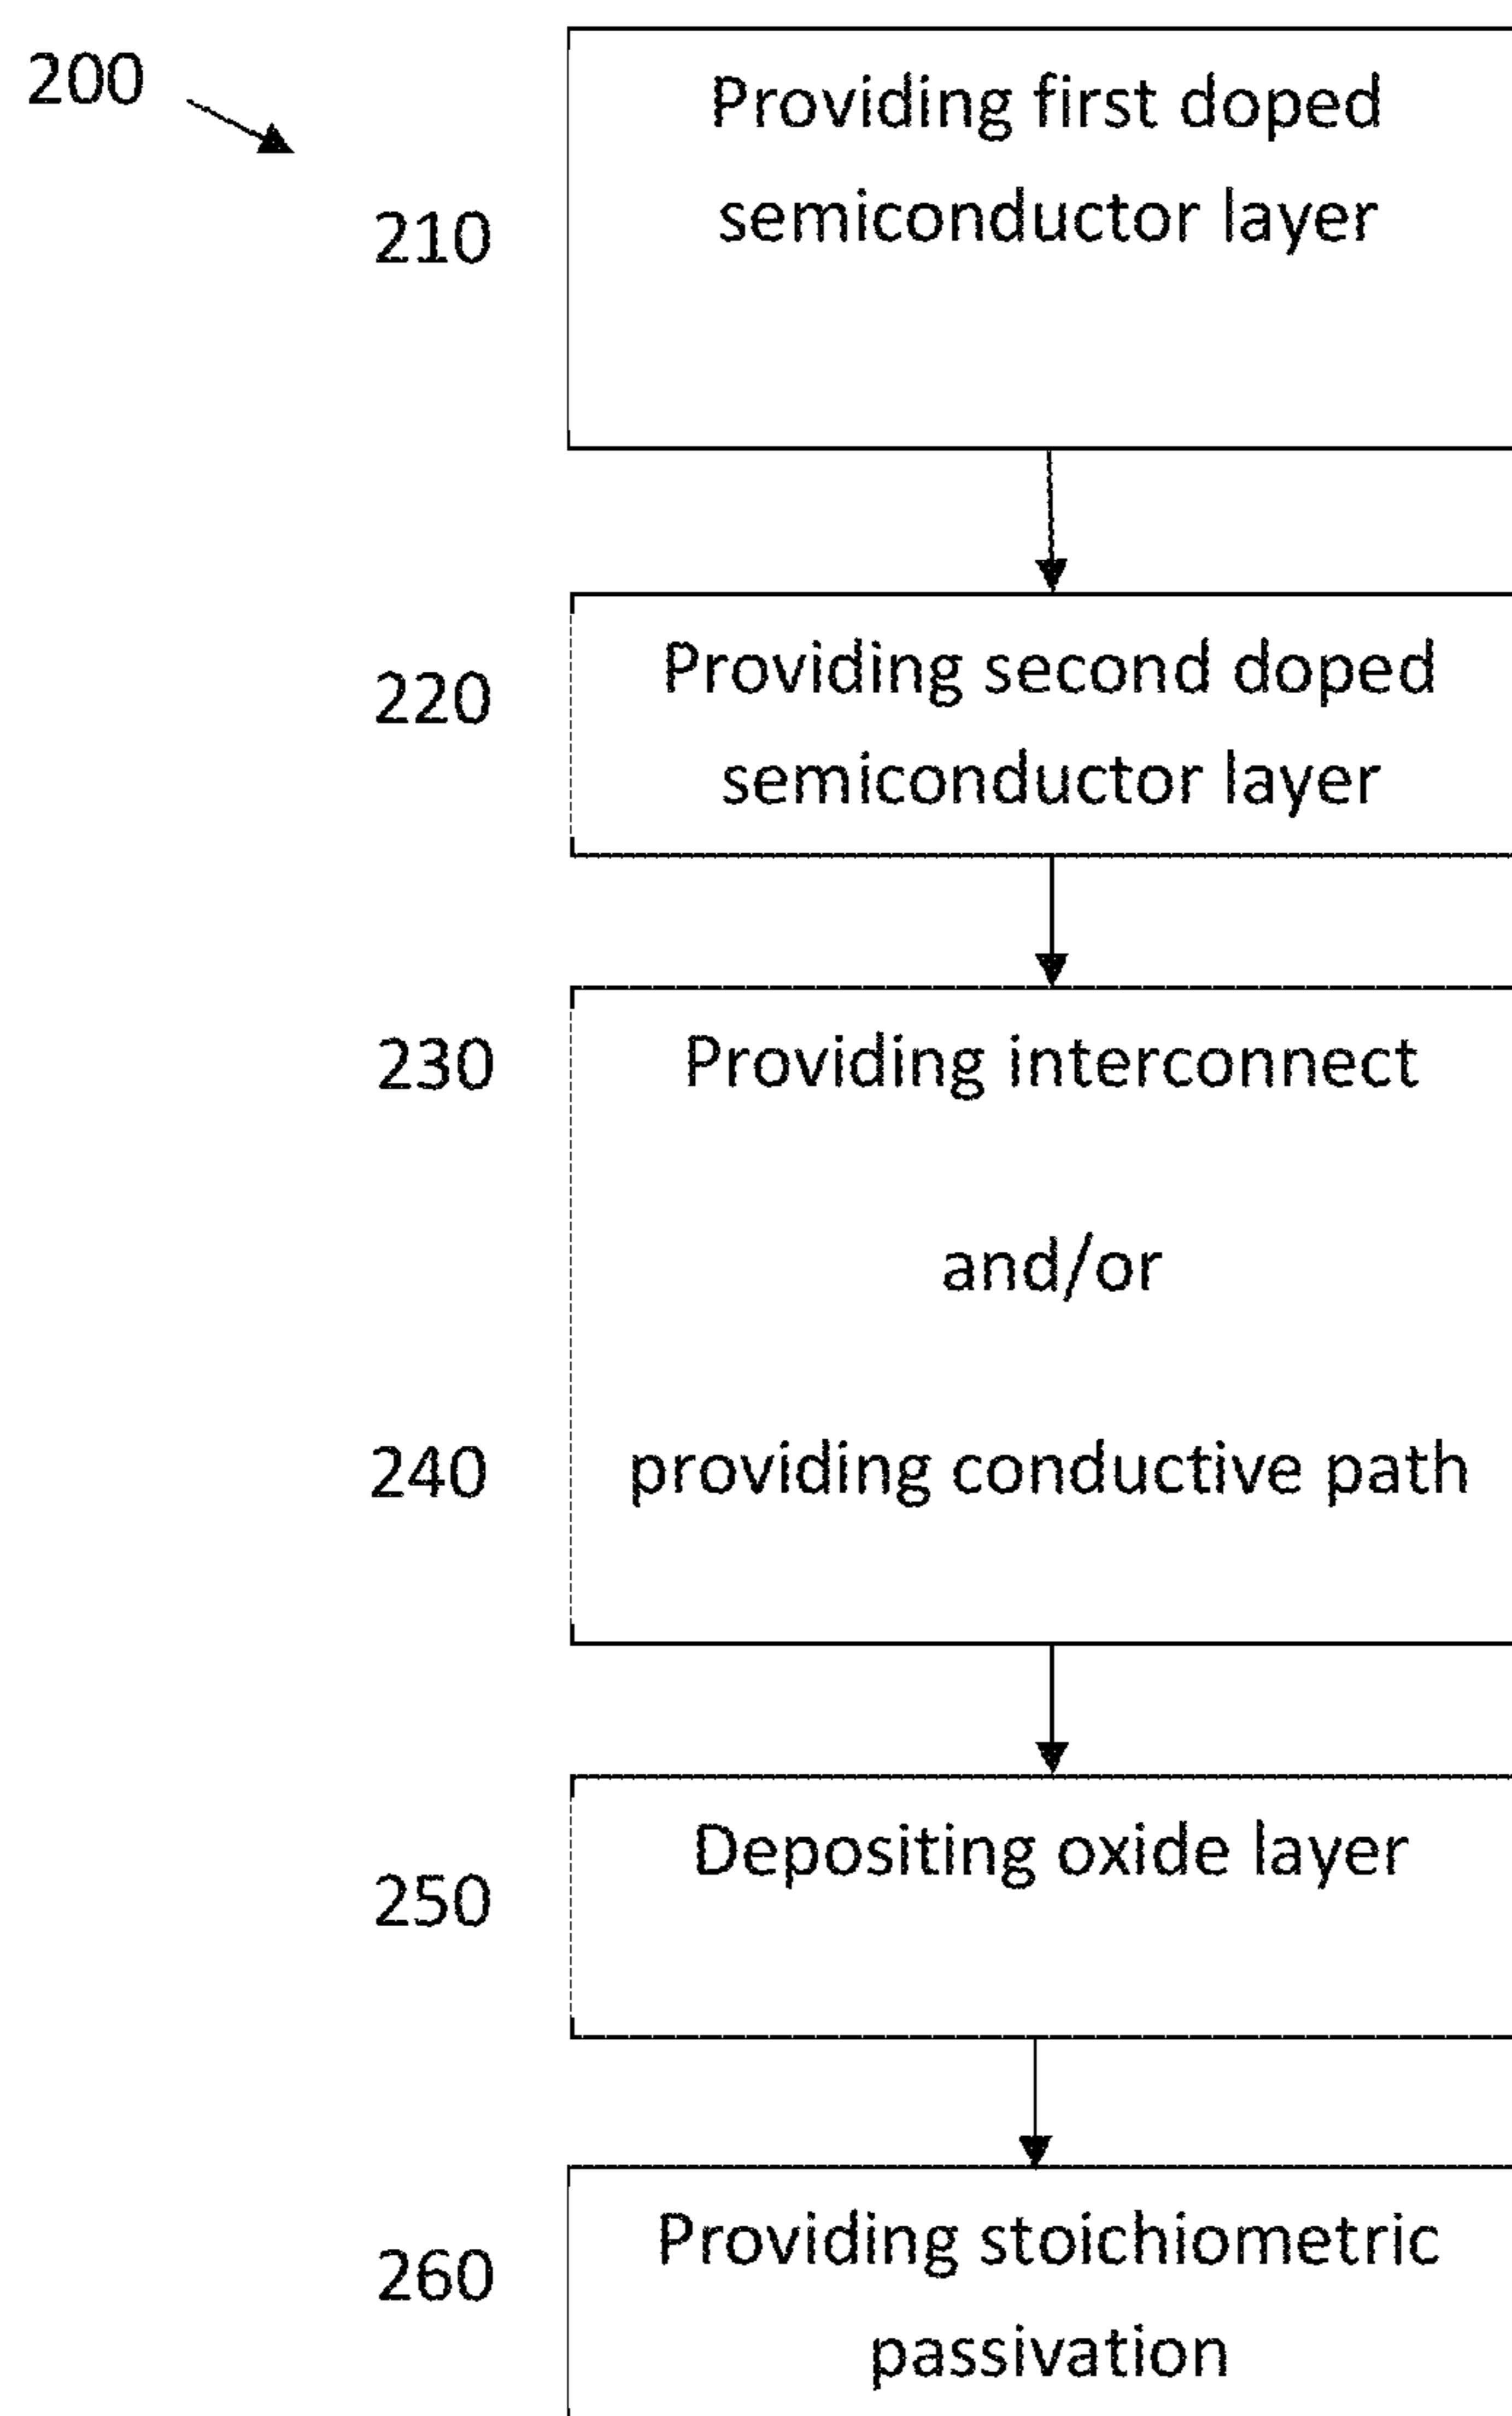 200
Providing first doped
210
semiconductor layer
220
Providing second doped
semiconductor layer
230
Providing interconnect
and/or
240
providing conductive path
Depositing oxide layer
250
Providing stoichiometric
260
passivation